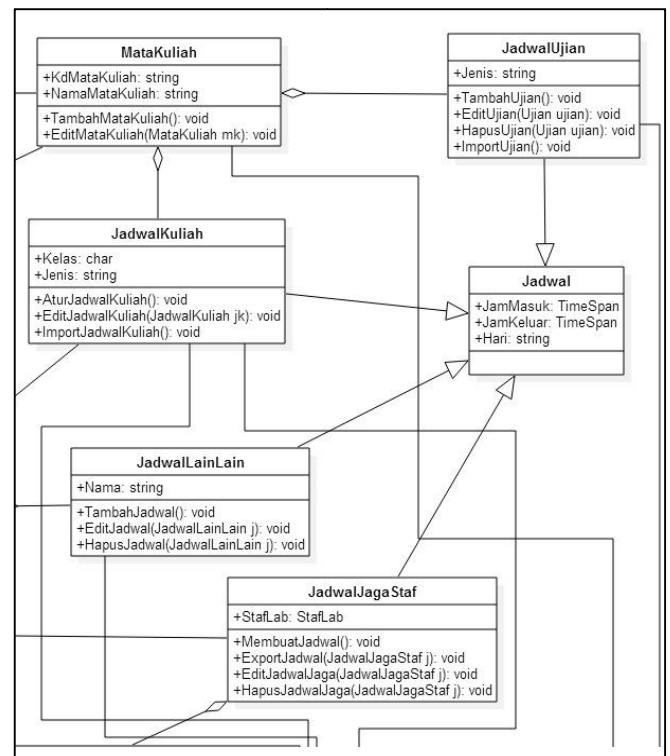 MataKuliah
+KdMataKuliah: string
+NamaMataKuliah: string
+TambahMataKuliah(): void
+EditMataKuliah(MataKuliah mk): void
JadwalUjian
+Jenis: string
+TambahUjian(): void
+EditUjian(Ujian ujian): void
+HapusUjian(Ujian ujian): void
+ImportUjian(): void
JadwalKuliah
+Kelas: char
+Jenis: string
+AturJadwalKuliah(): void
+EditJadwalKuliah(JadwalKuliah jk): void
+ImportJadwalKuliah(): void
Jadwal
+JamMasuk: TimeSpan
+JamKeluar: TimeSpan
+Hari: string
JadwalLainLain
+Nama: string
+TambahJadwal(): void
+EditJadwal(JadwalLainLain j): void
+HapusJadwal(JadwalLainLain j): void
JadwalJagaStaf
+StafLab: StafLab
+MembuatJadwal(): void
+ExportJadwal(JadwalJagaStaf j): void
+EditJadwalJaga(JadwalJagaStaf j): void
+HapusJadwalJaga(JadwalJagaStaf j): void